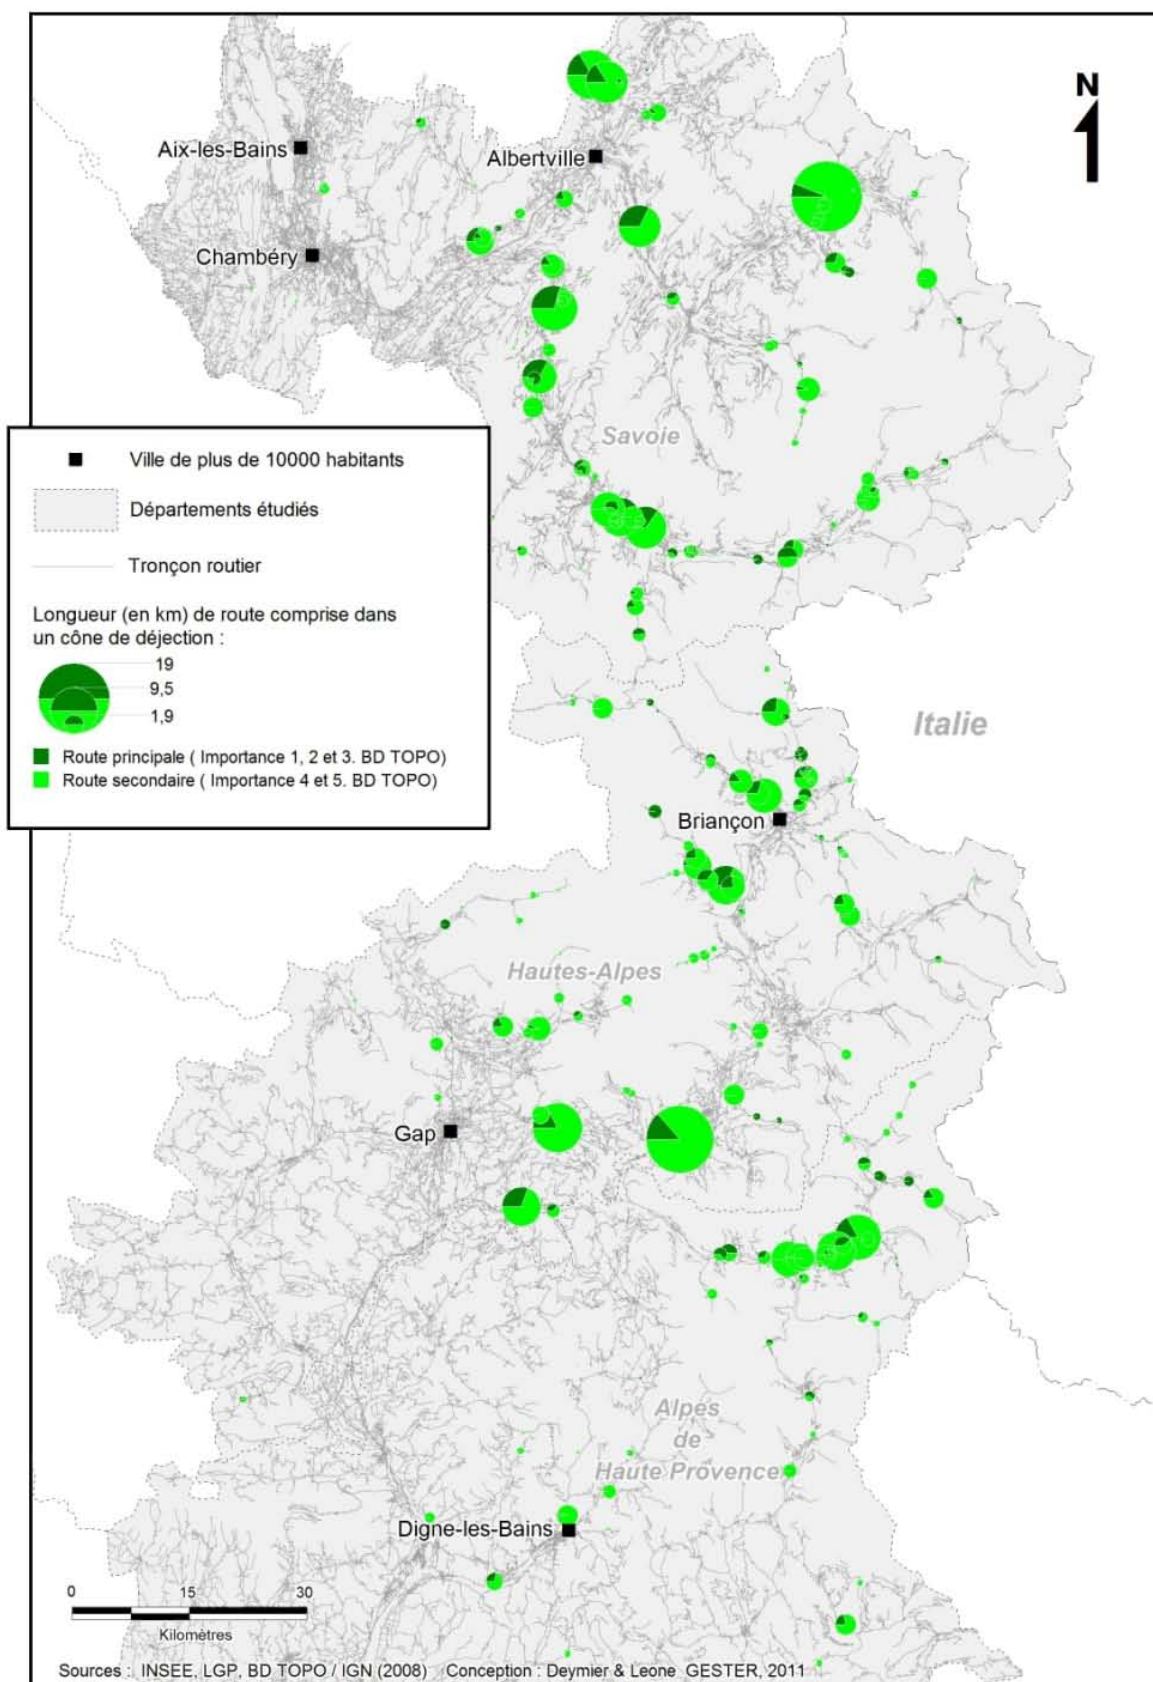 N
Aix-les-Bains
Albertville
Chambéry
Savoie
Ville de plus de 10000 habitants
Départements étudiés
Tronçon routier
Longueur (en km) de route comprise dans
un cône de déjection :
19
9,5
1,9
Route principale ( Importance 1, 2 et 3. BD TOPO)
Route secondaire ( Importance 4 et 5. BD TOPO)
Italie
Briançon
Hautes-Alpes
Gap
Alpes
de
Haute Provence
Digne-les-Bains
0 15 30
Kilomètres
Sources : INSEE, LGP, BD TOPO / IGN (2008) Conception : Deymier & Leone GESTER, 2011